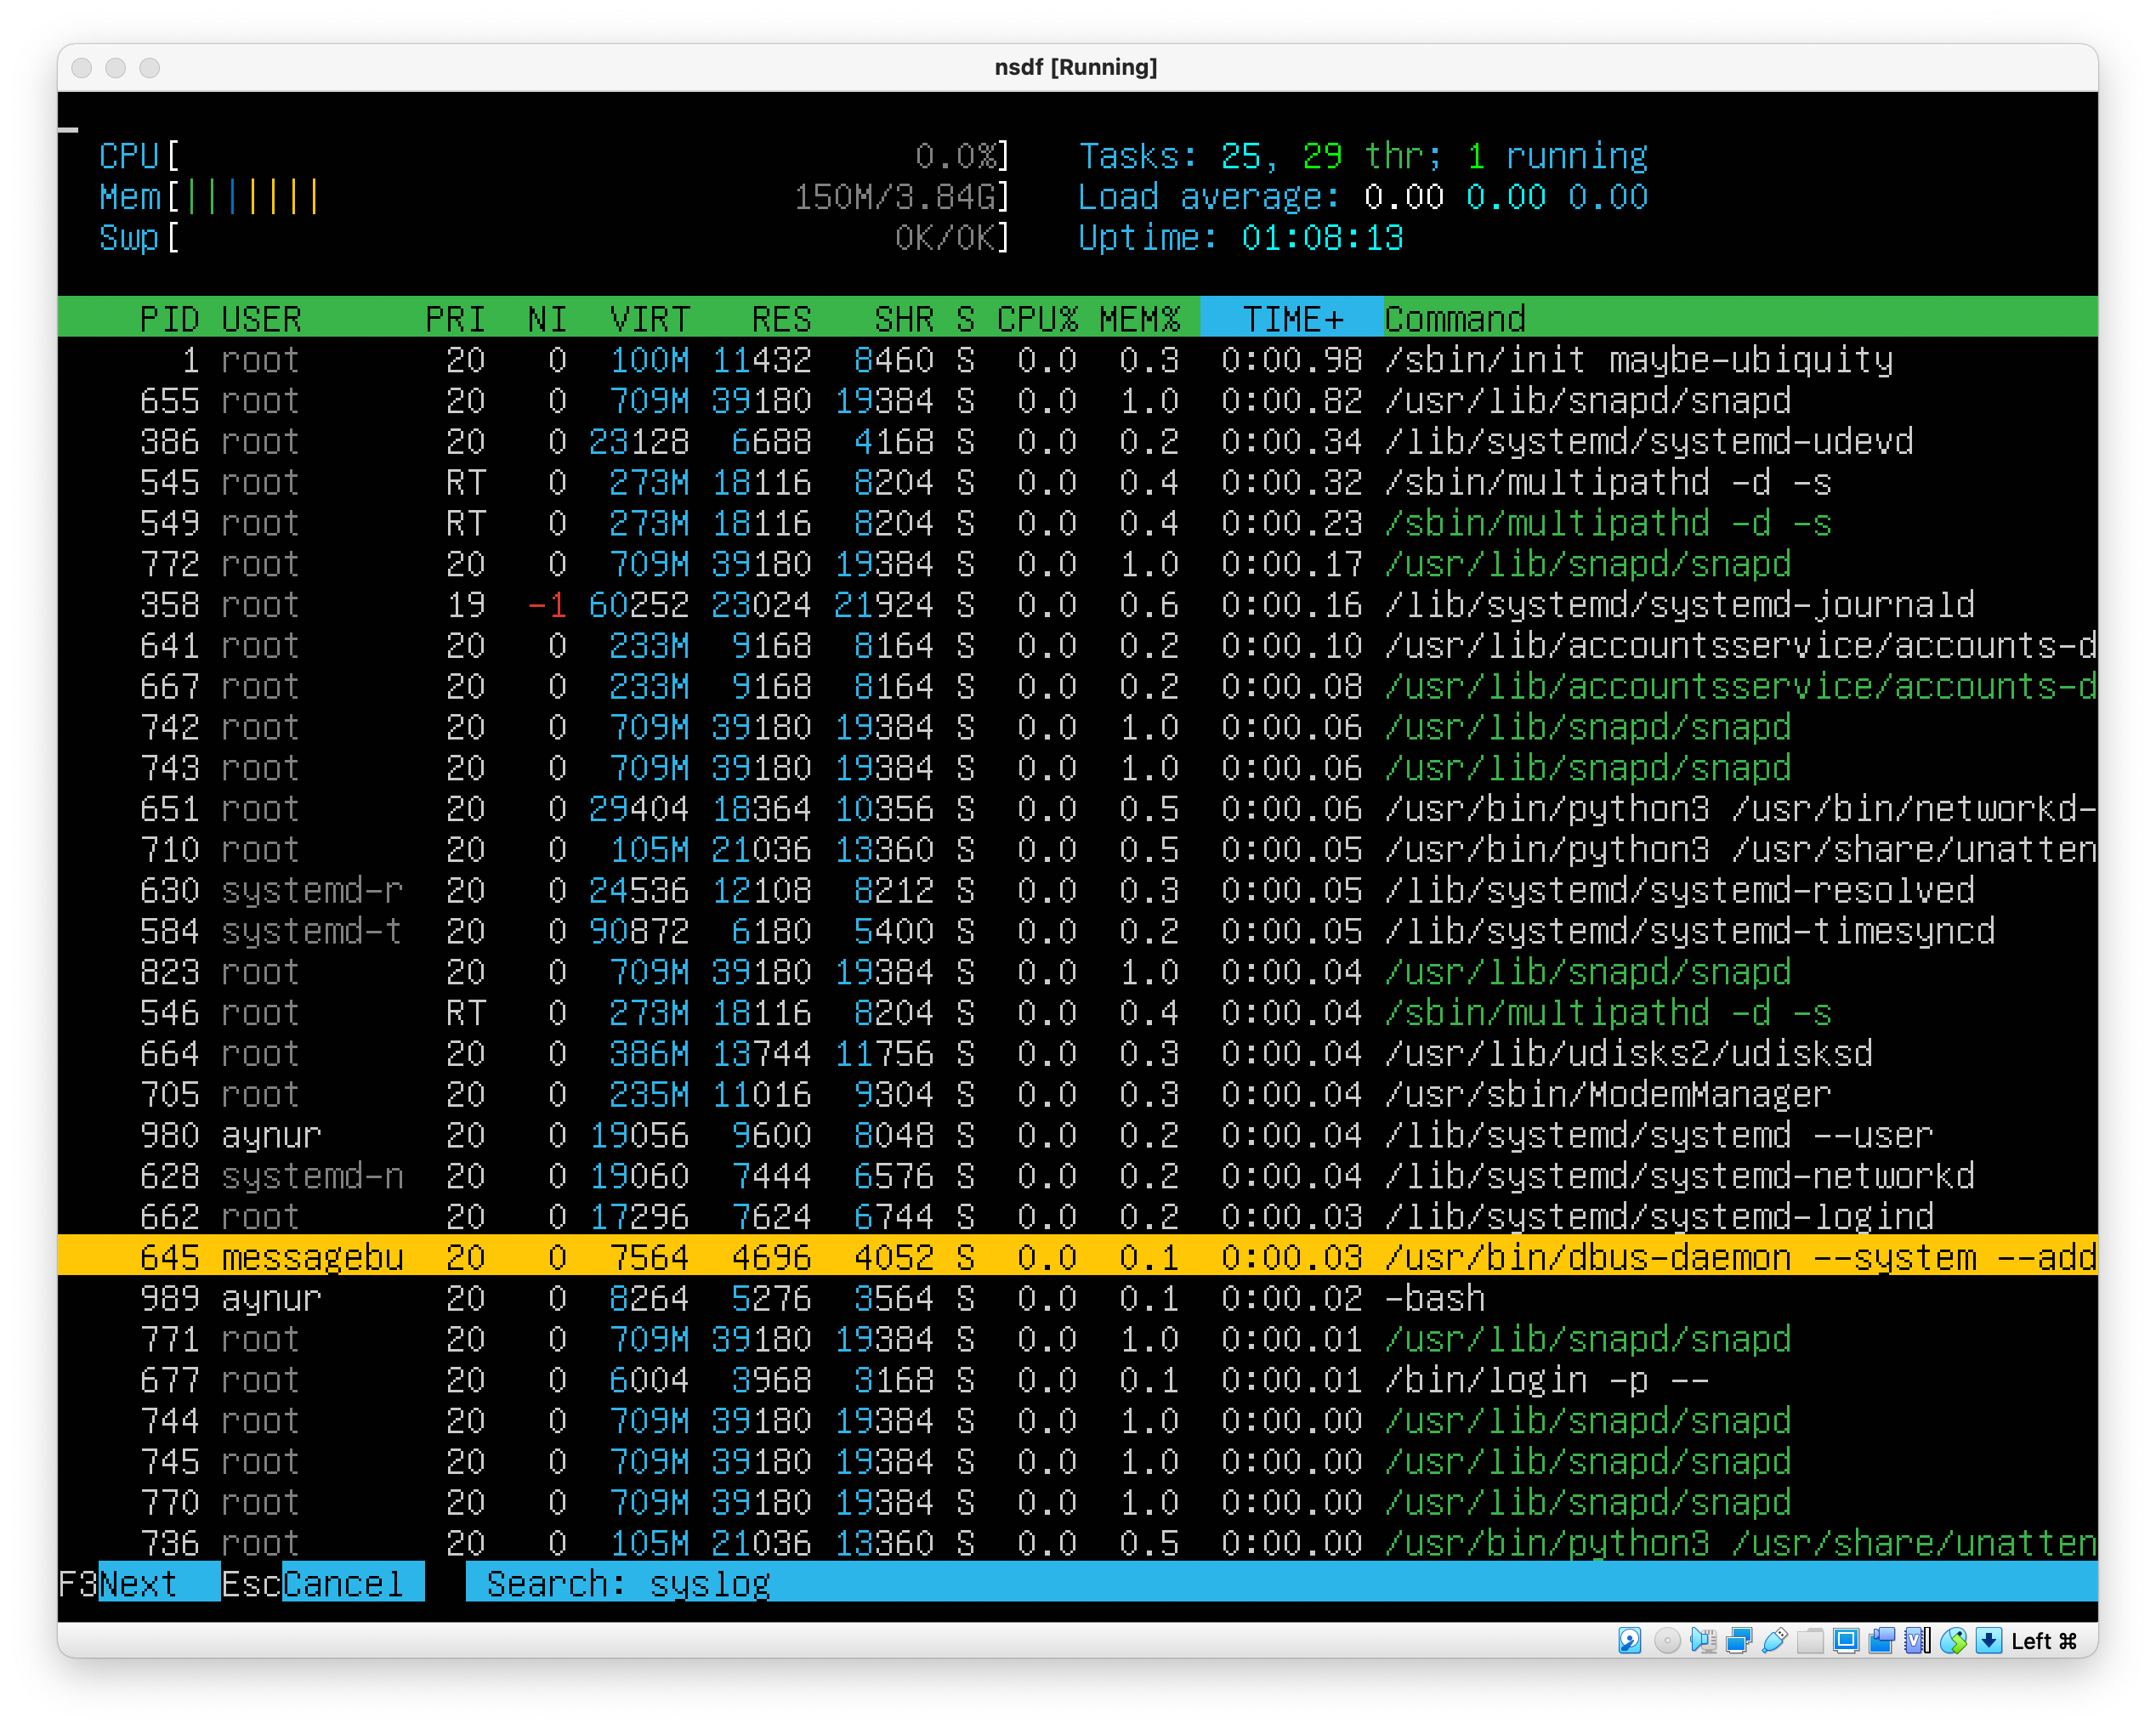 nsdf [Running]
CPU[ 0.0%] Tasks: 25, 29 thr; 1 running
Mem[||||||| 150M/3.84G] Load average: 0.00 0.00 0.00
Swp[ 0K/0K] Uptime: 01:08:13
PID USER PRI NI VIRT RES SHR S CPU% MEM% TIME+ Command
1 root 20 0 100M 11432 8460 S 0.0 0.3 0:00.98 /sbin/init maybe-ubiquity
655 root 20 0 709M 39180 19384 S 0.0 1.0 0:00.82 /usr/lib/snapd/snapd
386 root 20 0 23128 6688 4168 S 0.0 0.2 0:00.34 /lib/systemd/systemd-udevd
545 root RT 0 273M 18116 8204 S 0.0 0.4 0:00.32 /sbin/multipathd -d -s
549 root RT 0 273M 18116 8204 S 0.0 0.4 0:00.23 /sbin/multipathd -d -s
772 root 20 0 709M 39180 19384 S 0.0 1.0 0:00.17 /usr/lib/snapd/snapd
358 root 19 -1 60252 23024 21924 S 0.0 0.6 0:00.16 /lib/systemd/systemd-journald
641 root 20 0 233M 9168 8164 S 0.0 0.2 0:00.10 /usr/lib/accountsservice/accounts-d
667 root 20 0 233M 9168 8164 S 0.0 0.2 0:00.08 /usr/lib/accountsservice/accounts-d
742 root 20 0 709M 39180 19384 S 0.0 1.0 0:00.06 /usr/lib/snapd/snapd
743 root 20 0 709M 39180 19384 S 0.0 1.0 0:00.06 /usr/lib/snapd/snapd
651 root 20 0 29404 18364 10356 S 0.0 0.5 0:00.06 /usr/bin/python3 /usr/bin/networkd-
710 root 20 0 105M 21036 13360 S 0.0 0.5 0:00.05 /usr/bin/python3 /usr/share/unatten
630 systemd-r 20 0 24536 12108 8212 S 0.0 0.3 0:00.05 /lib/systemd/systemd-resolved
584 systemd-t 20 0 90872 6180 5400 S 0.0 0.2 0:00.05 /lib/systemd/systemd-timesyncd
823 root 20 0 709M 39180 19384 S 0.0 1.0 0:00.04 /usr/lib/snapd/snapd
546 root RT 0 273M 18116 8204 S 0.0 0.4 0:00.04 /sbin/multipathd -d -s
664 root 20 0 386M 13744 11756 S 0.0 0.3 0:00.04 /usr/lib/udisks2/udisksd
705 root 20 0 235M 11016 9304 S 0.0 0.3 0:00.04 /usr/sbin/ModemManager
980 aynur 20 0 19056 9600 8048 S 0.0 0.2 0:00.04 /lib/systemd/systemd --user
628 systemd-n 20 0 19060 7444 6576 S 0.0 0.2 0:00.04 /lib/systemd/systemd-networkd
662 root 20 0 17296 7624 6744 S 0.0 0.2 0:00.03 /lib/systemd/systemd-logind
645 messagebu 20 0 7564 4696 4052 S 0.0 0.1 0:00.03 /usr/bin/dbus-daemon --system --add
989 aynur 20 0 8264 5276 3564 S 0.0 0.1 0:00.02 -bash
771 root 20 0 709M 39180 19384 S 0.0 1.0 0:00.01 /usr/lib/snapd/snapd
677 root 20 0 6004 3968 3168 S 0.0 0.1 0:00.01 /bin/login -p --
744 root 20 0 709M 39180 19384 S 0.0 1.0 0:00.00 /usr/lib/snapd/snapd
745 root 20 0 709M 39180 19384 S 0.0 1.0 0:00.00 /usr/lib/snapd/snapd
770 root 20 0 709M 39180 19384 S 0.0 1.0 0:00.00 /usr/lib/snapd/snapd
736 root 20 0 105M 21036 13360 S 0.0 0.5 0:00.00 /usr/bin/python3 /usr/share/unatten
F3Next EscCancel Search: syslog
Left ⌘